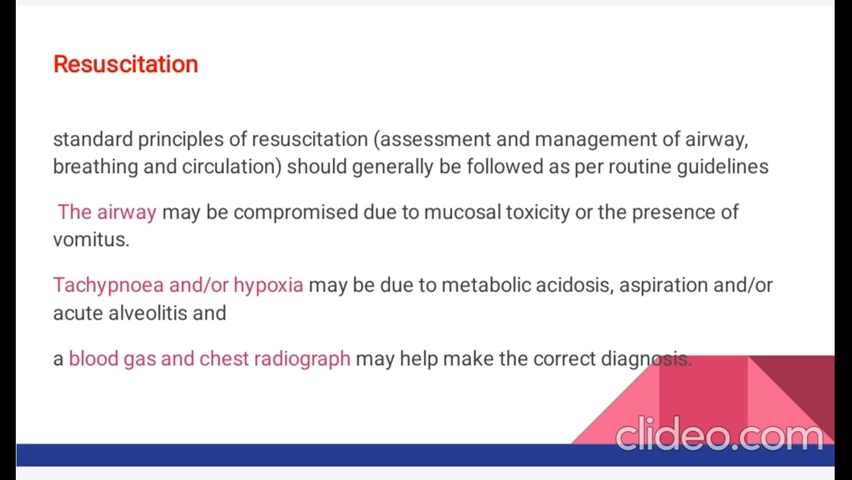 Resuscitation
standard principles of resuscitation (assessment and management of airway,
breathing and circulation) should generally be followed as per routine guidelines
The airway may be compromised due to mucosal toxicity or the presence of
vomitus.
Tachypnoea and/or hypoxia may be due to metabolic acidosis, aspiration and/or
acute alveolitis and
a blood gas and chest radiograph may help make the correct diagnosis.
clideo.com